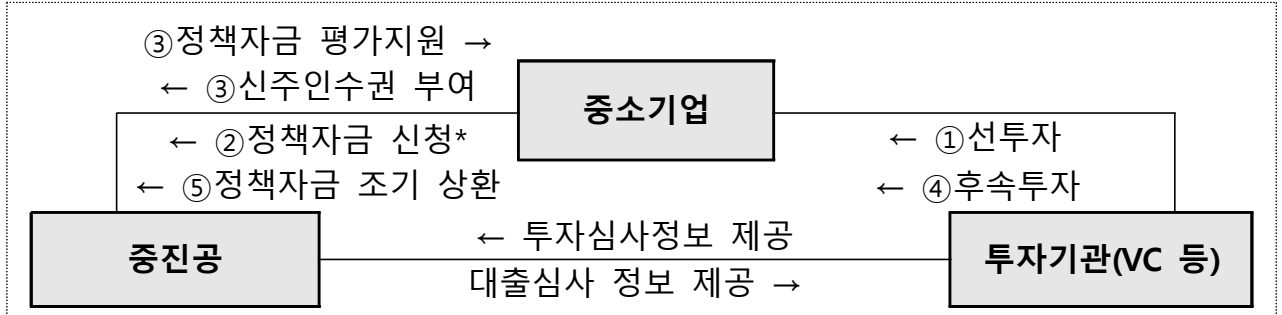 ③정책자금 평가지원 →
← ③신주인수권 부여
중소기업
← ②정책자금 신청*
← ①선투자
← ⑤정책자금 조기 상환
← ④후속투자
중진공
← 투자심사정보 제공
대출심사 정보 제공 →
투자기관(VC 등)